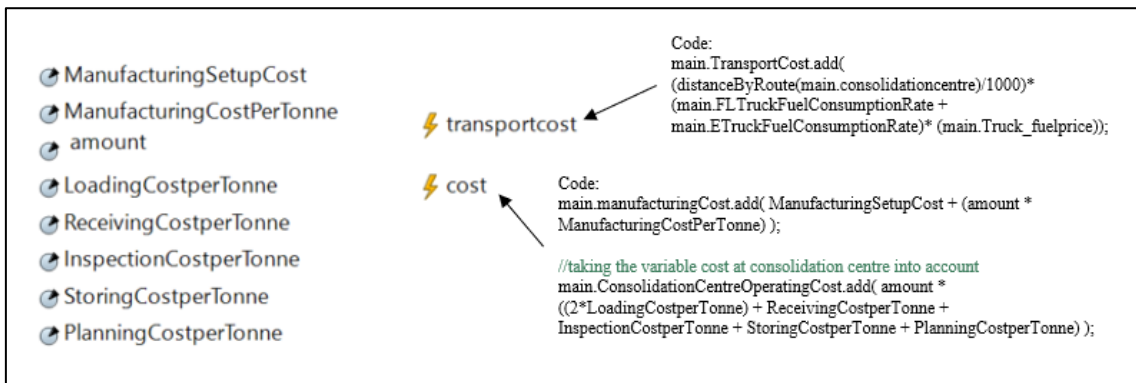 ManufacturingSetupCost
ManufacturingCostPerTonne
amount
LoadingCostperTonne
ReceivingCostperTonne
InspectionCostperTonne
StoringCostperTonne
PlanningCostperTonne
transportcost
cost
Code:
main.TransportCost.add(
(distanceByRoute(main.consolidationcentre)/1000)*
(main.FLTruckFuelConsumptionRate +
main.ETruckFuelConsumptionRate)* (main.Truck_fuelprice));
Code:
main.manufacturingCost.add( ManufacturingSetupCost + (amount *
ManufacturingCostPerTonne) );
//taking the variable cost at consolidation centre into account
main.ConsolidationCentreOperatingCost.add( amount *
((2*LoadingCostperTonne) + ReceivingCostperTonne +
InspectionCostperTonne + StoringCostperTonne + PlanningCostperTonne) );